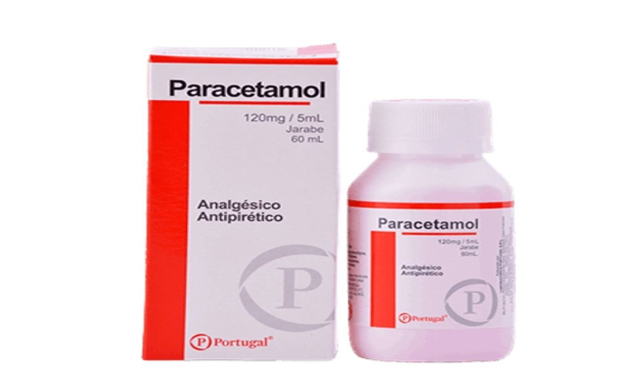 Paracetamol
120mg / 5mL
Jarabe
60 mL
Analgésico
Antipirético
P
P Portugal®
Paracetamol
120mg / 5mL
Jarabe
60mL.
Analgésico
Antipirético
P
P Portugal®